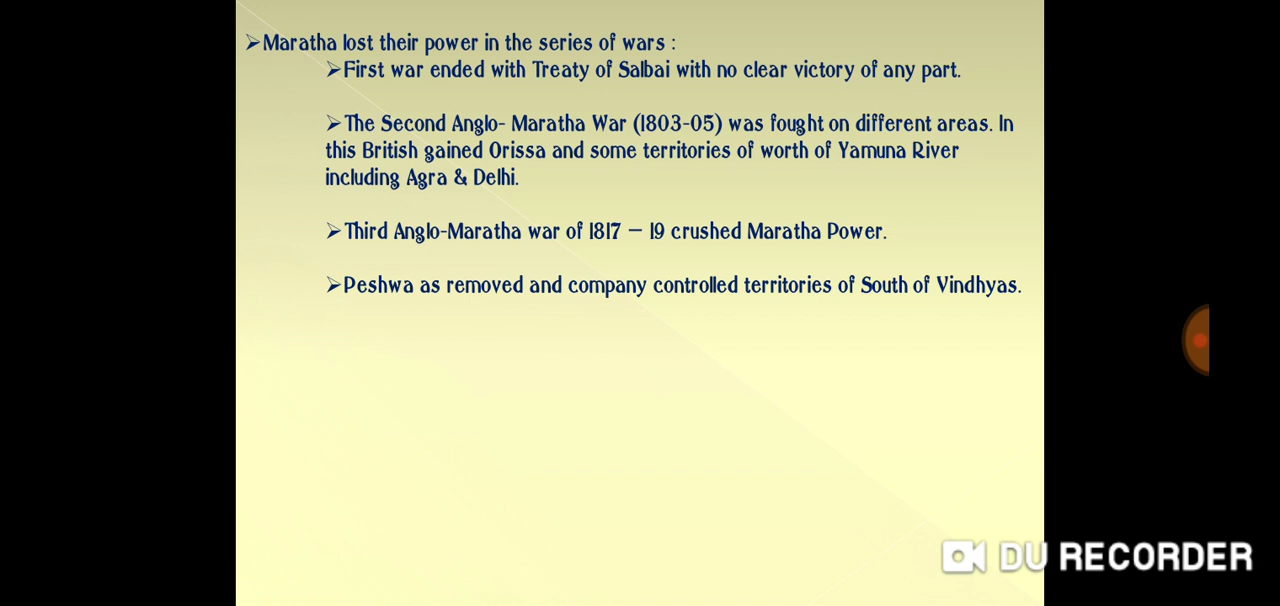 ➢Maratha lost their power in the series of wars :
➢First war ended with Treaty of Salbai with no clear victory of any part.
➢The Second Anglo- Maratha War (1803-05) was fought on different areas. In
this British gained Orissa and some territories of worth of Yamuna River
including Agra & Delhi.
➢Third Anglo-Maratha war of 1817 – 19 crushed Maratha Power.
➢Peshwa as removed and company controlled territories of South of Vindhyas.
DU RECORDER